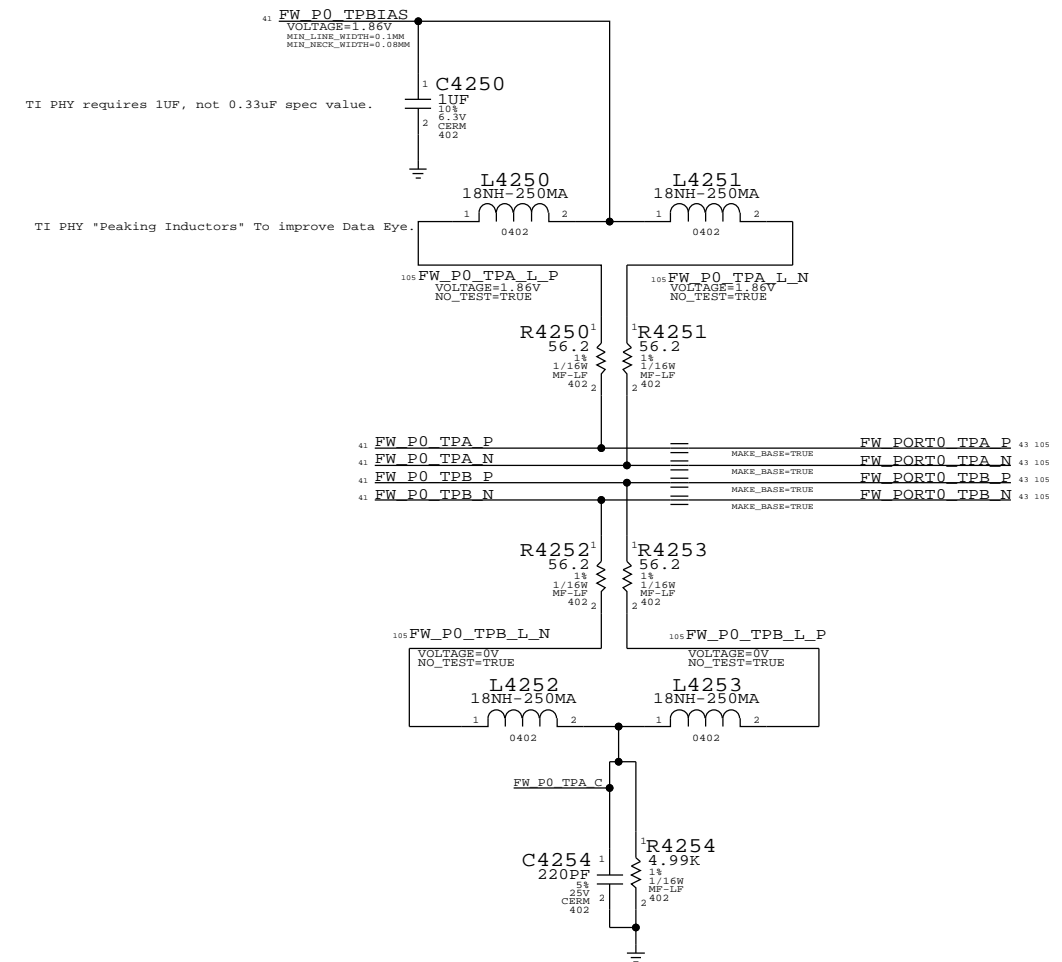 41 FW_P0_TPBIAS
VOLTAGE=1.86V
MIN_LINE_WIDTH=0.1MM
MIN_NECK_WIDTH=0.08MM
1 C4250
TI PHY requires 1UF, not 0.33uF spec value.
1UF
10%
6.3V
2 CERM
402
L4250
18NH-250MA
1 2
0402
L4251
18NH-250MA
1 2
0402
TI PHY "Peaking Inductors" To improve Data Eye.
105 FW_P0_TPA_L_P
VOLTAGE=1.86V
NO_TEST=TRUE
105 FW_P0_TPA_L_N
VOLTAGE=1.86V
NO_TEST=TRUE
R4250 1
56.2
1%
1/16W
MF-LF
402 2
1 R4251
56.2
1%
1/16W
MF-LF
2 402
41 FW_P0_TPA_P
FW_PORT0_TPA_P 43 105
MAKE_BASE=TRUE
41 FW_P0_TPA_N
FW_PORT0_TPA_N 43 105
MAKE_BASE=TRUE
41 FW_P0_TPB_P
FW_PORT0_TPB_P 43 105
MAKE_BASE=TRUE
41 FW_P0_TPB_N
FW_PORT0_TPB_N 43 105
MAKE_BASE=TRUE
R4252 1
56.2
1%
1/16W
MF-LF
402 2
1 R4253
56.2
1%
1/16W
MF-LF
2 402
105 FW_P0_TPB_L_N
VOLTAGE=0V
NO_TEST=TRUE
105 FW_P0_TPB_L_P
VOLTAGE=0V
NO_TEST=TRUE
L4252
18NH-250MA
1 2
0402
L4253
18NH-250MA
1 2
0402
FW_P0_TPA_C
C4254 1
220PF
5%
25V 2
CERM
402
1 R4254
4.99K
1%
1/16W
MF-LF
2 402